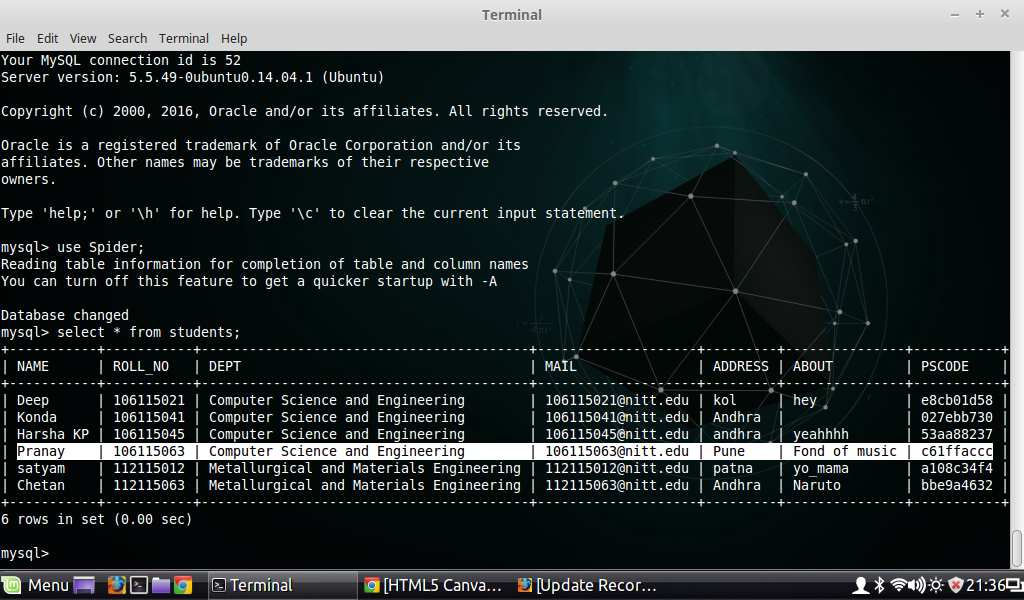 Terminal
File Edit View Search Terminal Help
Your MySQL connection id is 52
Server version: 5.5.49-0ubuntu0.14.04.1 (Ubuntu)
Copyright (c) 2000, 2016, Oracle and/or its affiliates. All rights reserved.
Oracle is a registered trademark of Oracle Corporation and/or its
affiliates. Other names may be trademarks of their respective
owners.
Type 'help;' or '\h' for help. Type '\c' to clear the current input statement.
mysql> use Spider;
Reading table information for completion of table and column names
You can turn off this feature to get a quicker startup with -A
Database changed
mysql> select * from students;
+----------+-----------+-----------------------------------------+--------------------+---------+---------------+-----------+
| NAME | ROLL_NO | DEPT | MAIL | ADDRESS | ABOUT | PSCODE |
+----------+-----------+-----------------------------------------+--------------------+---------+---------------+-----------+
| Deep | 106115021 | Computer Science and Engineering | 106115021@nitt.edu | kol | hey | e8cb01d58 |
| Konda | 106115041 | Computer Science and Engineering | 106115041@nitt.edu | Andhra | | 027ebb730 |
| Harsha KP | 106115045 | Computer Science and Engineering | 106115045@nitt.edu | andhra | yeahhhh | 53aa88237 |
| Pranay | 106115063 | Computer Science and Engineering | 106115063@nitt.edu | Pune | Fond of music | c61ffaccc |
| satyam | 112115012 | Metallurgical and Materials Engineering | 112115012@nitt.edu | patna | yo mama | a108c34f4 |
| Chetan | 112115063 | Metallurgical and Materials Engineering | 112115063@nitt.edu | Andhra | Naruto | bbe9a4632 |
+----------+-----------+-----------------------------------------+--------------------+---------+---------------+-----------+
6 rows in set (0.00 sec)
mysql>
Menu Terminal [HTML5 Canva... [Update Recor... 21:36